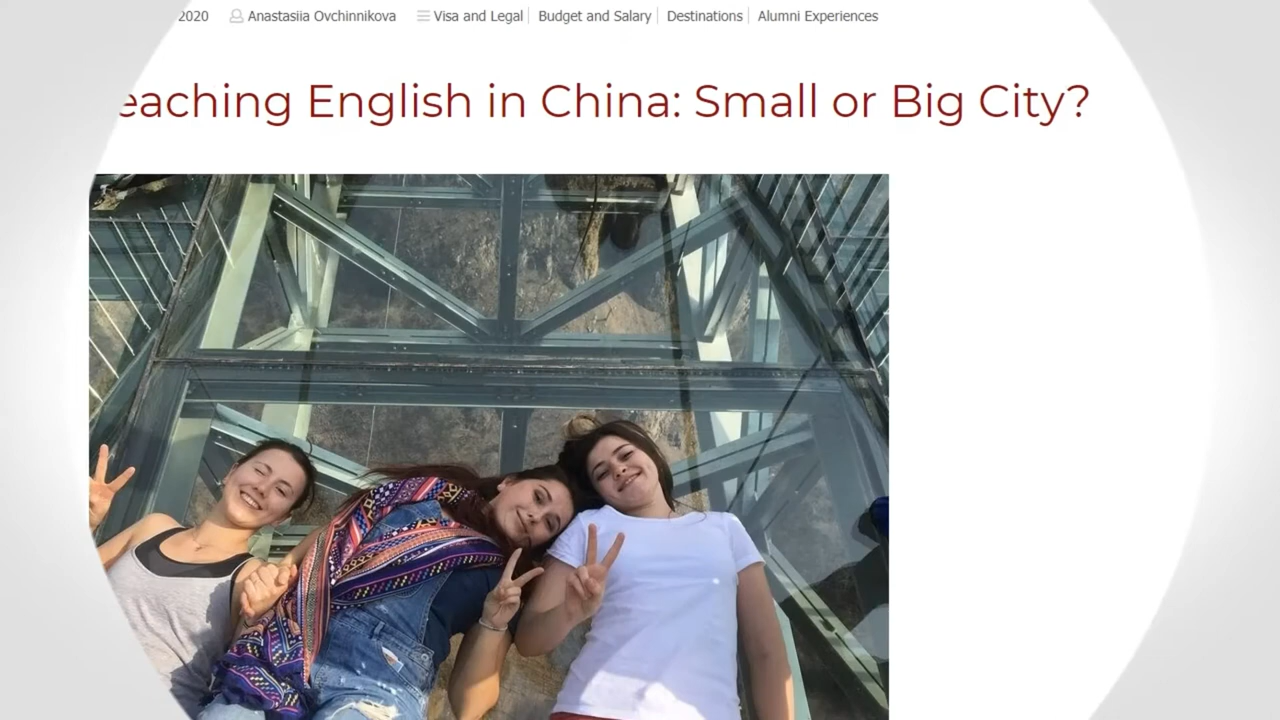 2020 Anastasiia Ovchinnikova Visa and Legal Budget and Salary Destinations Alumni Experiences
eaching English in China: Small or Big City?